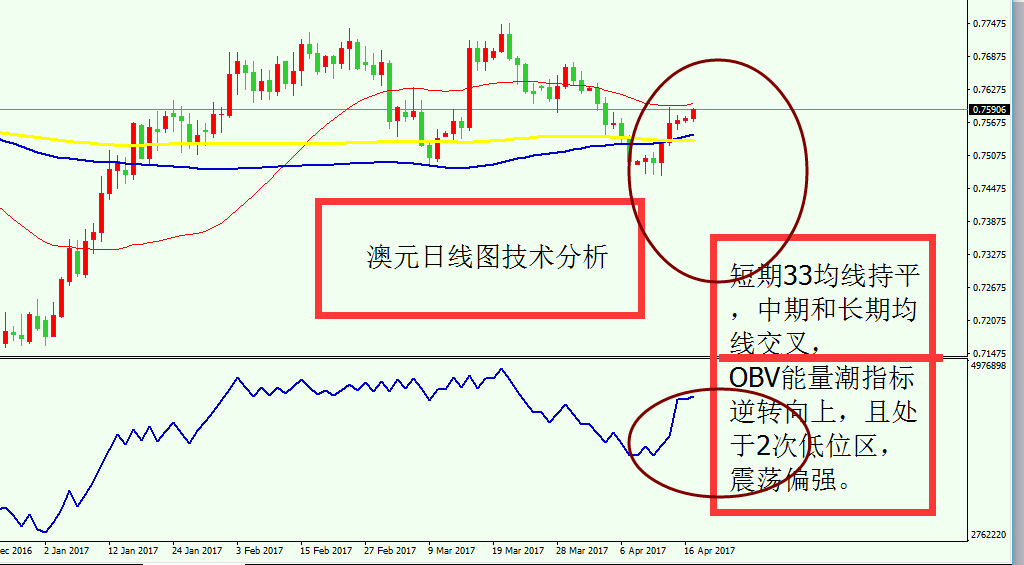 0.77475
0.76875
0.76275
0.75906
0.75675
0.75075
0.74475
0.73875
0.73275
0.72675
0.72075
0.71475
澳元日线图技术分析
短期33均线持平
，中期和长期均
线交叉，
OBV能量潮指标
逆转向上，且处
于2次低位区，
震荡偏强。
4976898
2762220
ec 2016
2 Jan 2017
12 Jan 2017
24 Jan 2017
3 Feb 2017
15 Feb 2017
27 Feb 2017
9 Mar 2017
19 Mar 2017
28 Mar 2017
6 Apr 2017
16 Apr 2017